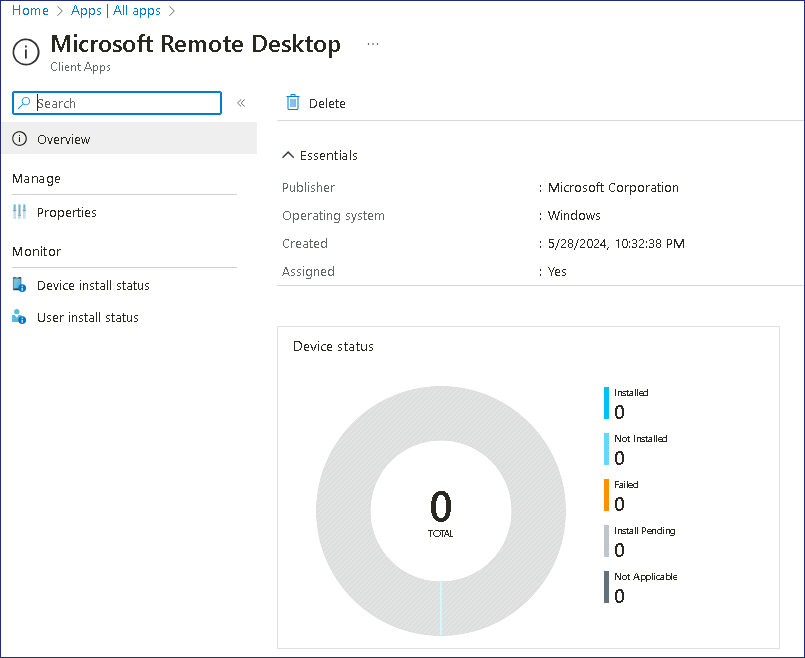 Home > Apps | All apps >
Microsoft Remote Desktop ...
Client Apps
Search «
Delete
Overview
Essentials
Manage
Publisher : Microsoft Corporation
Properties
Operating system : Windows
Monitor
Created : 5/28/2024, 10:32:38 PM
Device install status
Assigned : Yes
User install status
Device status
Installed
0
Not Installed
0
Failed
0
0
TOTAL
Install Pending
0
Not Applicable
0